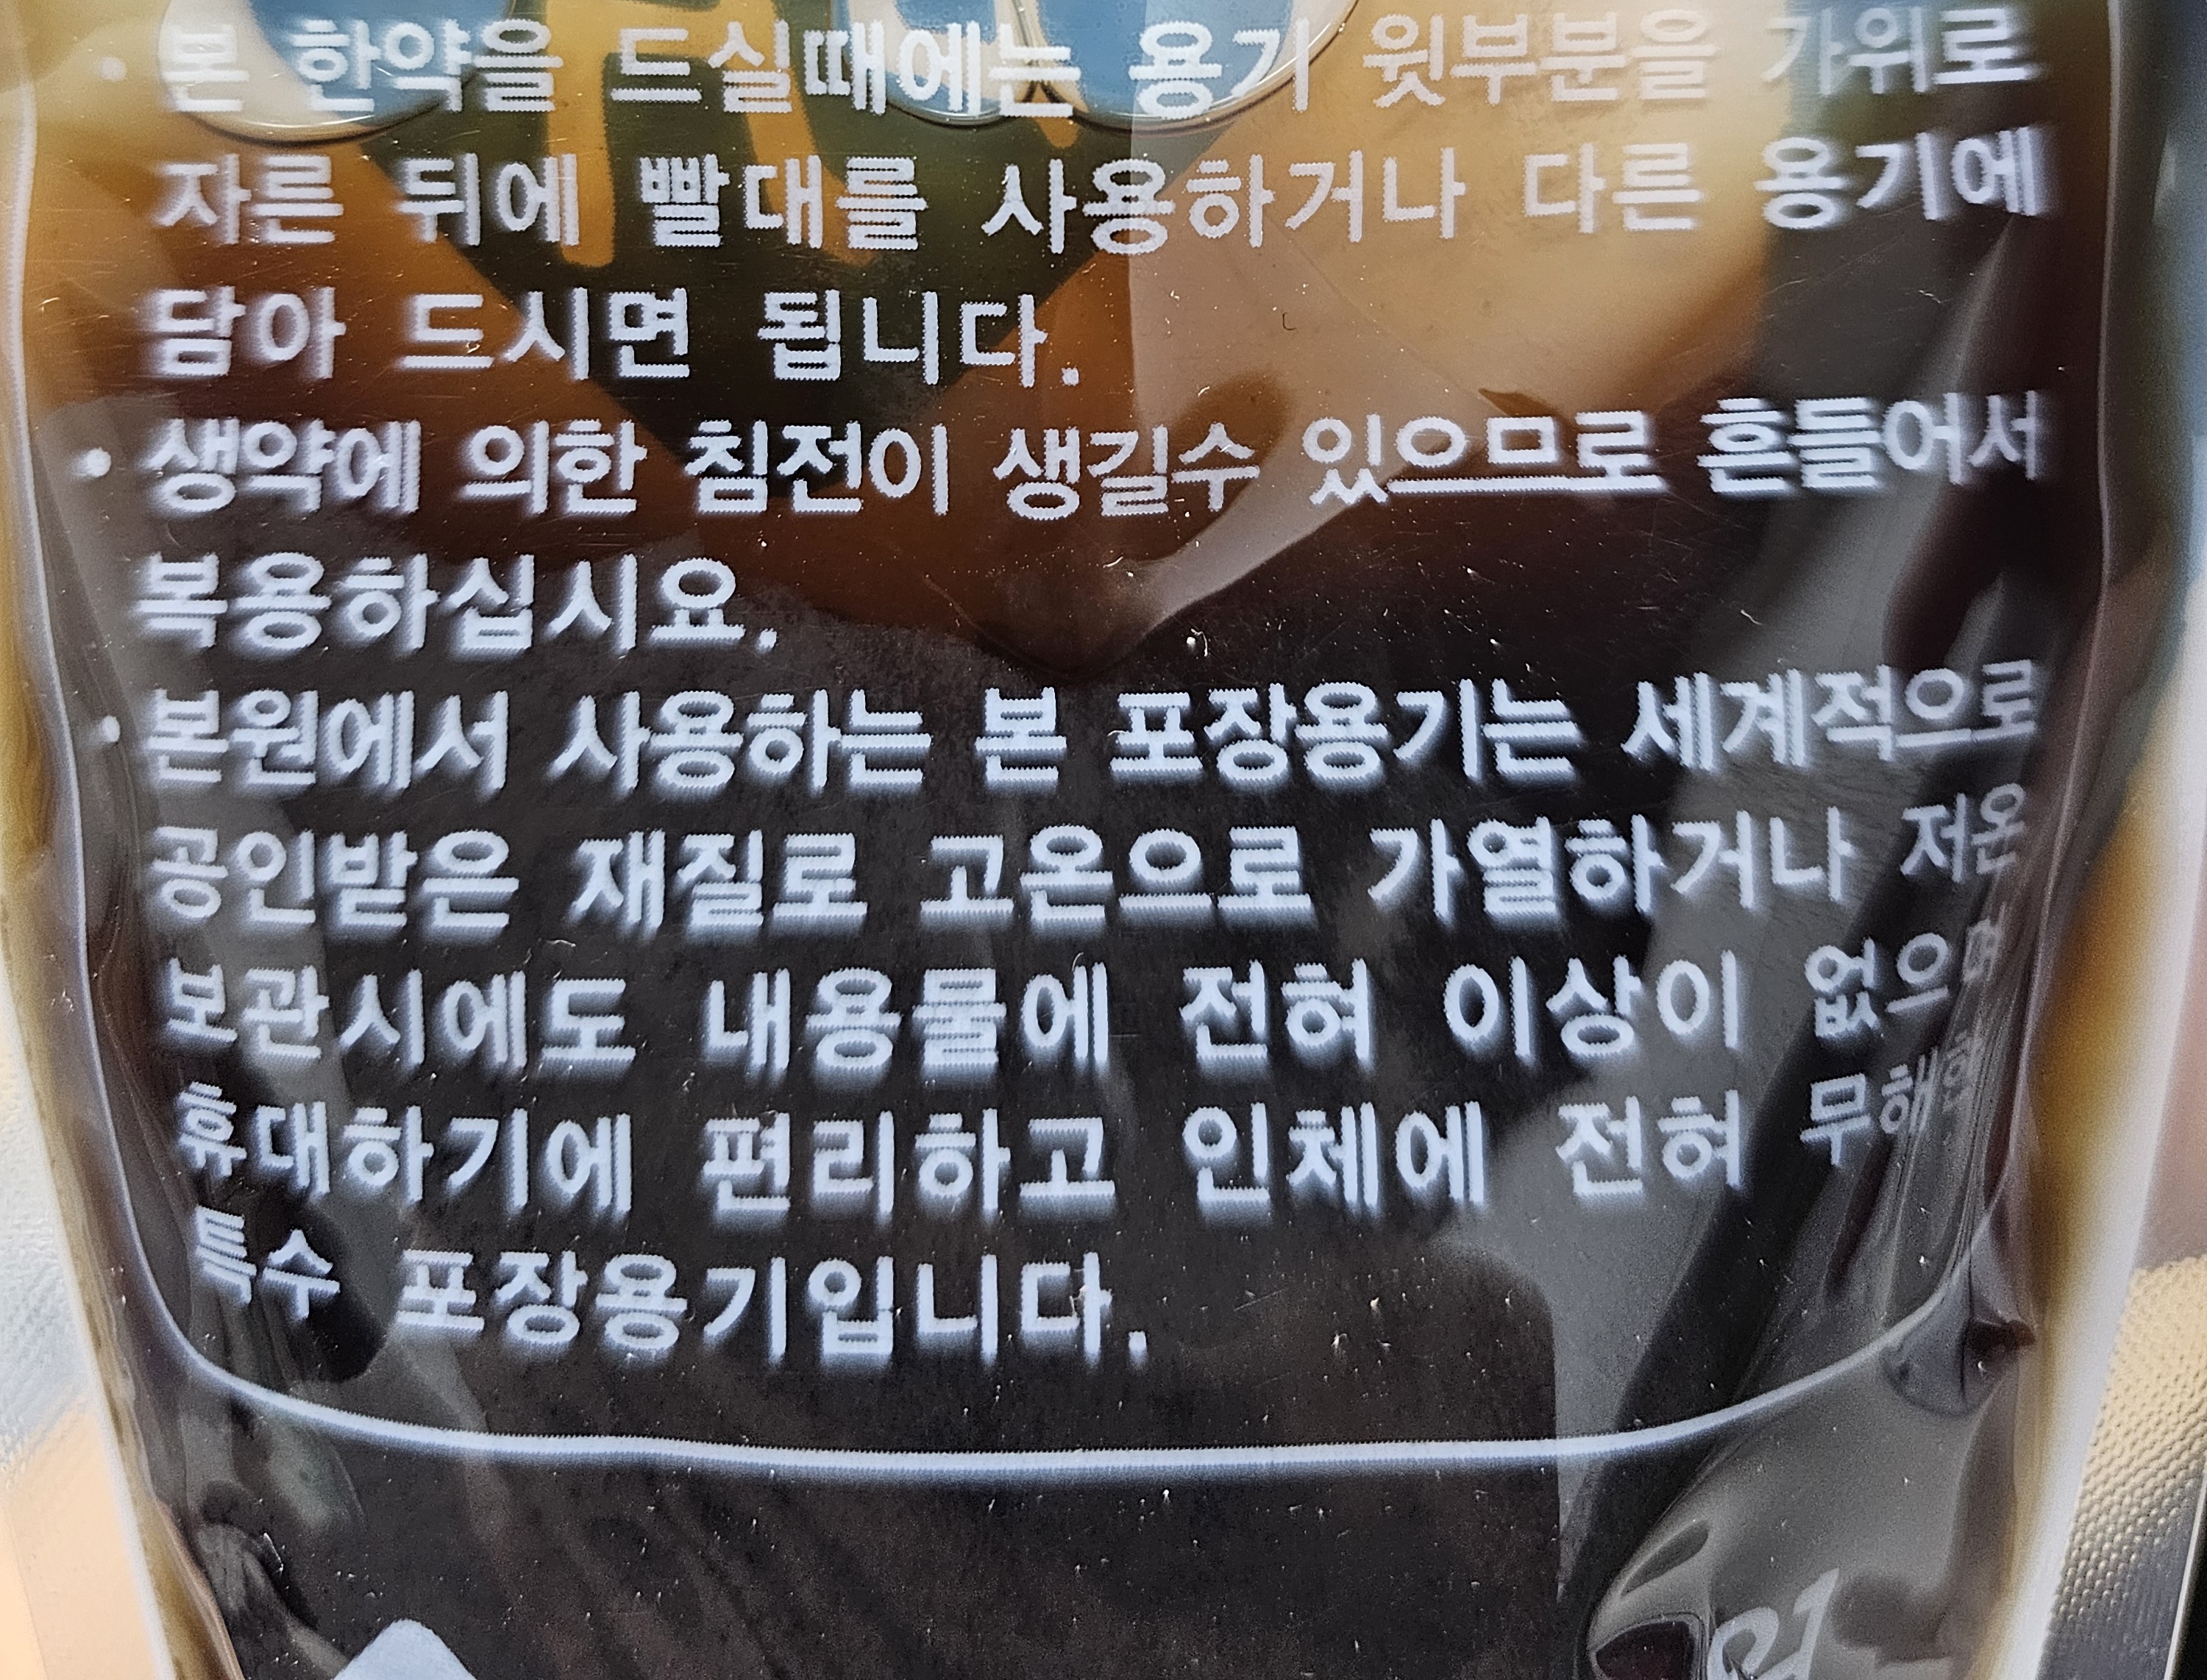 • 본 한약을 드실때에는 용기 윗부분을 가위로
자른 뒤에 빨대를 사용하거나 다른 용기에
담아 드시면 됩니다.
• 생약에 의한 침전이 생길수 있으므로 흔들어서
복용하십시요.
• 본원에서 사용하는 본 포장용기는 세계적으로
공인받은 재질로 고온으로 가열하거나 저온
보관시에도 내용물에 전혀 이상이 없으며
휴대하기에 편리하고 인체에 전혀 무해한
특수 포장용기입니다.